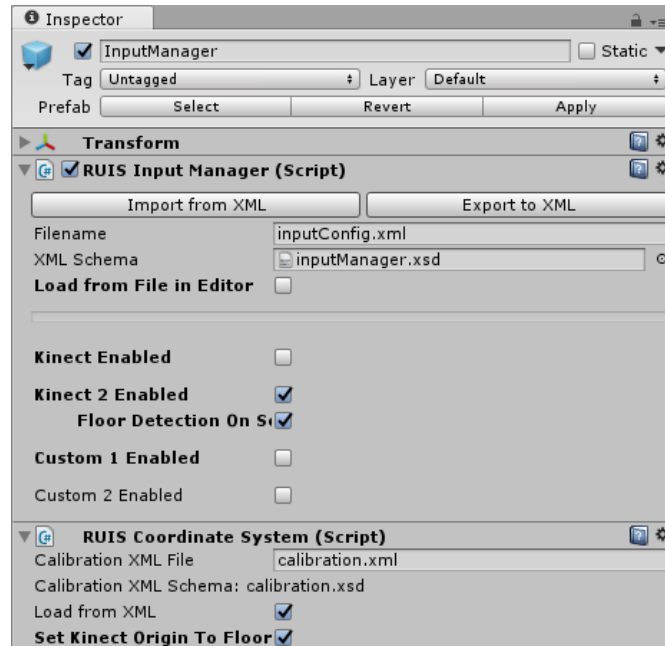 Inspector
InputManager Static
Tag Untagged Layer Default
Prefab Select Revert Apply
Transform
RUIS Input Manager (Script)
Import from XML Export to XML
Filename inputConfig.xml
XML Schema inputManager.xsd
Load from File in Editor
Kinect Enabled
Kinect 2 Enabled
Floor Detection On
Custom 1 Enabled
Custom 2 Enabled
RUIS Coordinate System (Script)
Calibration XML File calibration.xml
Calibration XML Schema: calibration.xsd
Load from XML
Set Kinect Origin To Floor